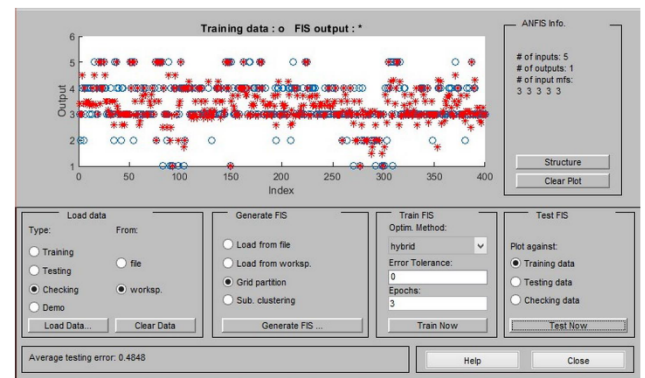 Training data : o   FIS output : *
6
5
4
3
2
1
Output
0
50
100
150
200
250
300
350
400
Index
ANFIS Info.
# of inputs: 5
# of outputs: 1
# of input mfs:
3 3 3 3 3
Structure
Clear Plot
Load data
Type:
From:
Training
Testing
Checking
Demo
file
worksp.
Load Data...
Clear Data
Generate FIS
Load from file
Load from worksp.
Grid partition
Sub. clustering
Generate FIS ...
Train FIS
Optim. Method:
hybrid
Error Tolerance:
0
Epochs:
3
Train Now
Test FIS
Plot against:
Training data
Testing data
Checking data
Test Now
Average testing error: 0.4848
Help
Close